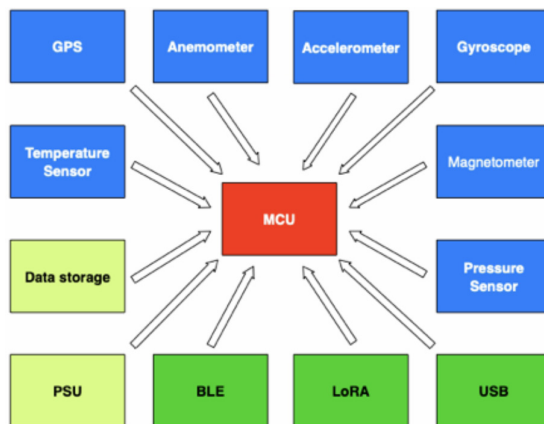 GPS
Anemometer
Accelerometer
Gyroscope
Temperature
Sensor
Magnetometer
MCU
Data storage
Pressure
Sensor
PSU
BLE
LoRA
USB